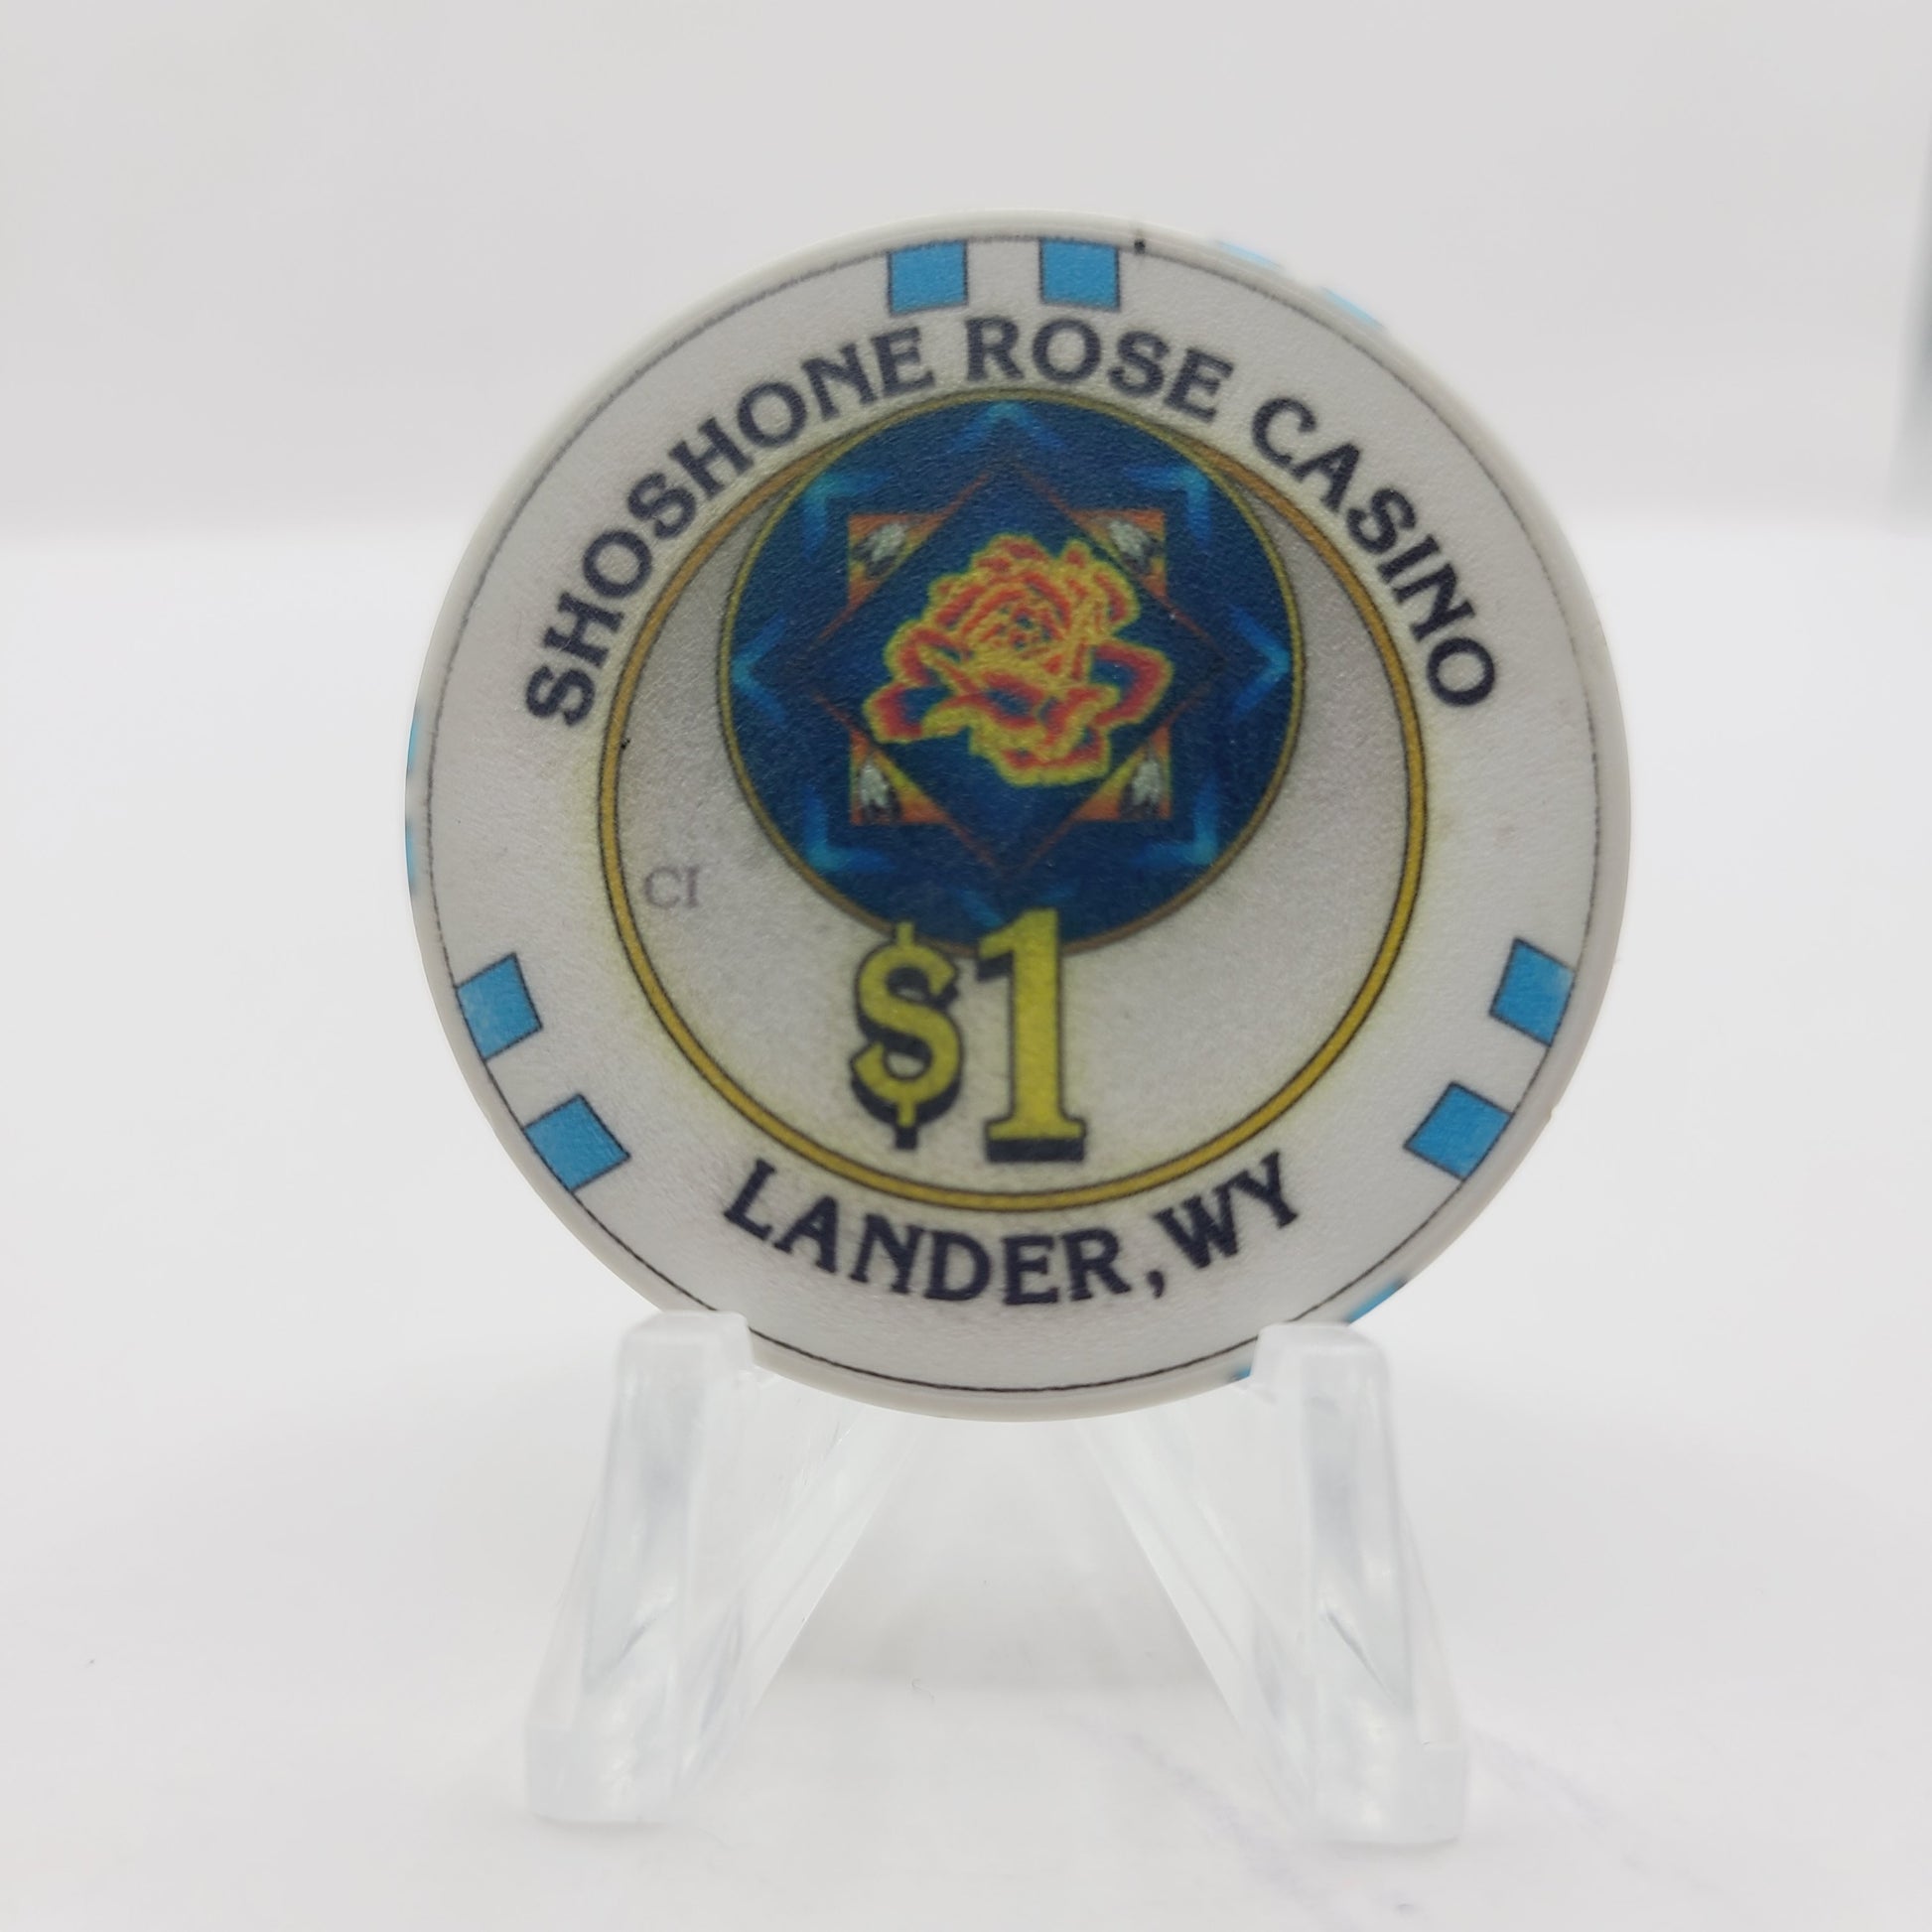 SHOSHONE ROSE CASINO
CI
$1
LANDER, WY